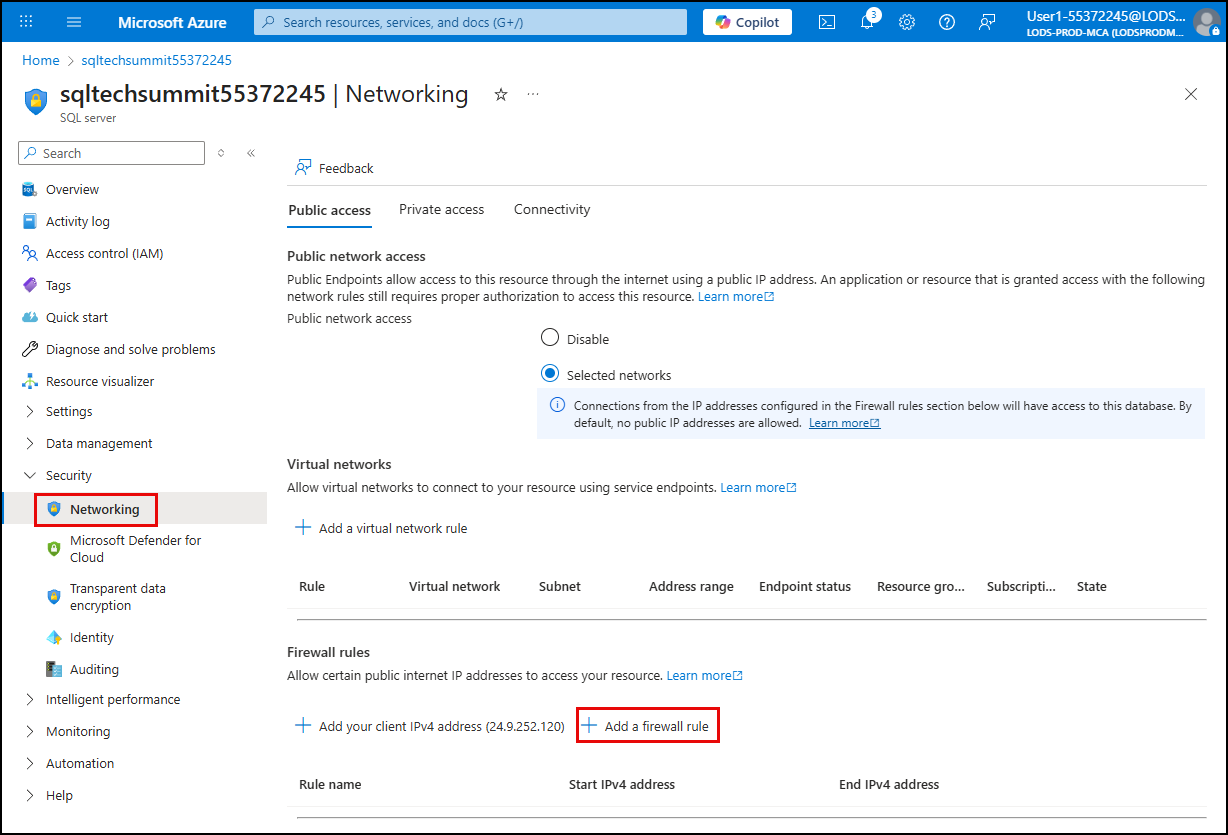 Microsoft Azure
Search resources, services, and docs (G+/)
Copilot
3
User1-55372245@LODS...
LODS-PROD-MCA (LODSPRODM...
Home > sqltechsummit55372245
sqltechsummit55372245 | Networking
SQL server
Search
Feedback
Overview
Activity log
Access control (IAM)
Tags
Quick start
Diagnose and solve problems
Resource visualizer
Settings
Data management
Security
Networking
Microsoft Defender for
Cloud
Transparent data
encryption
Identity
Auditing
Intelligent performance
Monitoring
Automation
Help
Public access
Private access
Connectivity
Public network access
Public Endpoints allow access to this resource through the internet using a public IP address. An application or resource that is granted access with the following
network rules still requires proper authorization to access this resource. Learn more
Public network access
Disable
Selected networks
Connections from the IP addresses configured in the Firewall rules section below will have access to this database. By
default, no public IP addresses are allowed. Learn more
Virtual networks
Allow virtual networks to connect to your resource using service endpoints. Learn more
+ Add a virtual network rule
Rule Virtual network Subnet Address range Endpoint status Resource gro... Subscripti... State
Firewall rules
Allow certain public internet IP addresses to access your resource. Learn more
+ Add your client IPv4 address (24.9.252.120) + Add a firewall rule
Rule name Start IPv4 address End IPv4 address